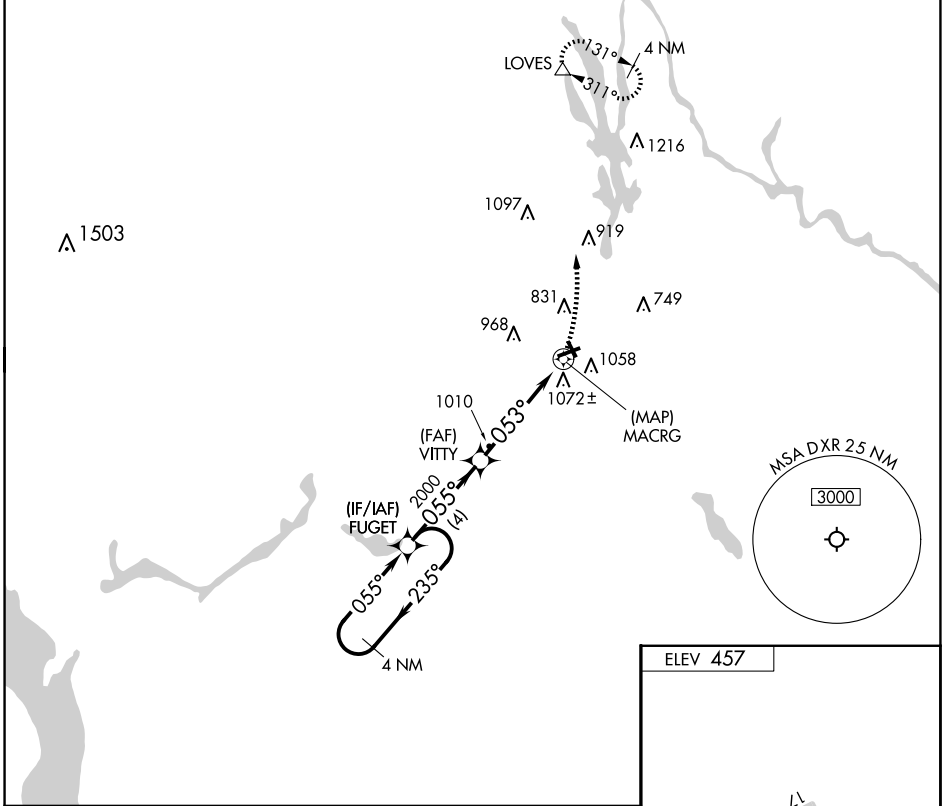 131°
4 NM
LOVES
311°
1216
1097
919
1503
831
749
968
1058
1072±
1010
053°
(MAP)
MACRG
(FAF)
VITTY
2000
055°
(4)
(IF/IAF)
FUGET
055°
235°
4 NM
MSA DXR 25 NM
3000
ELEV 457